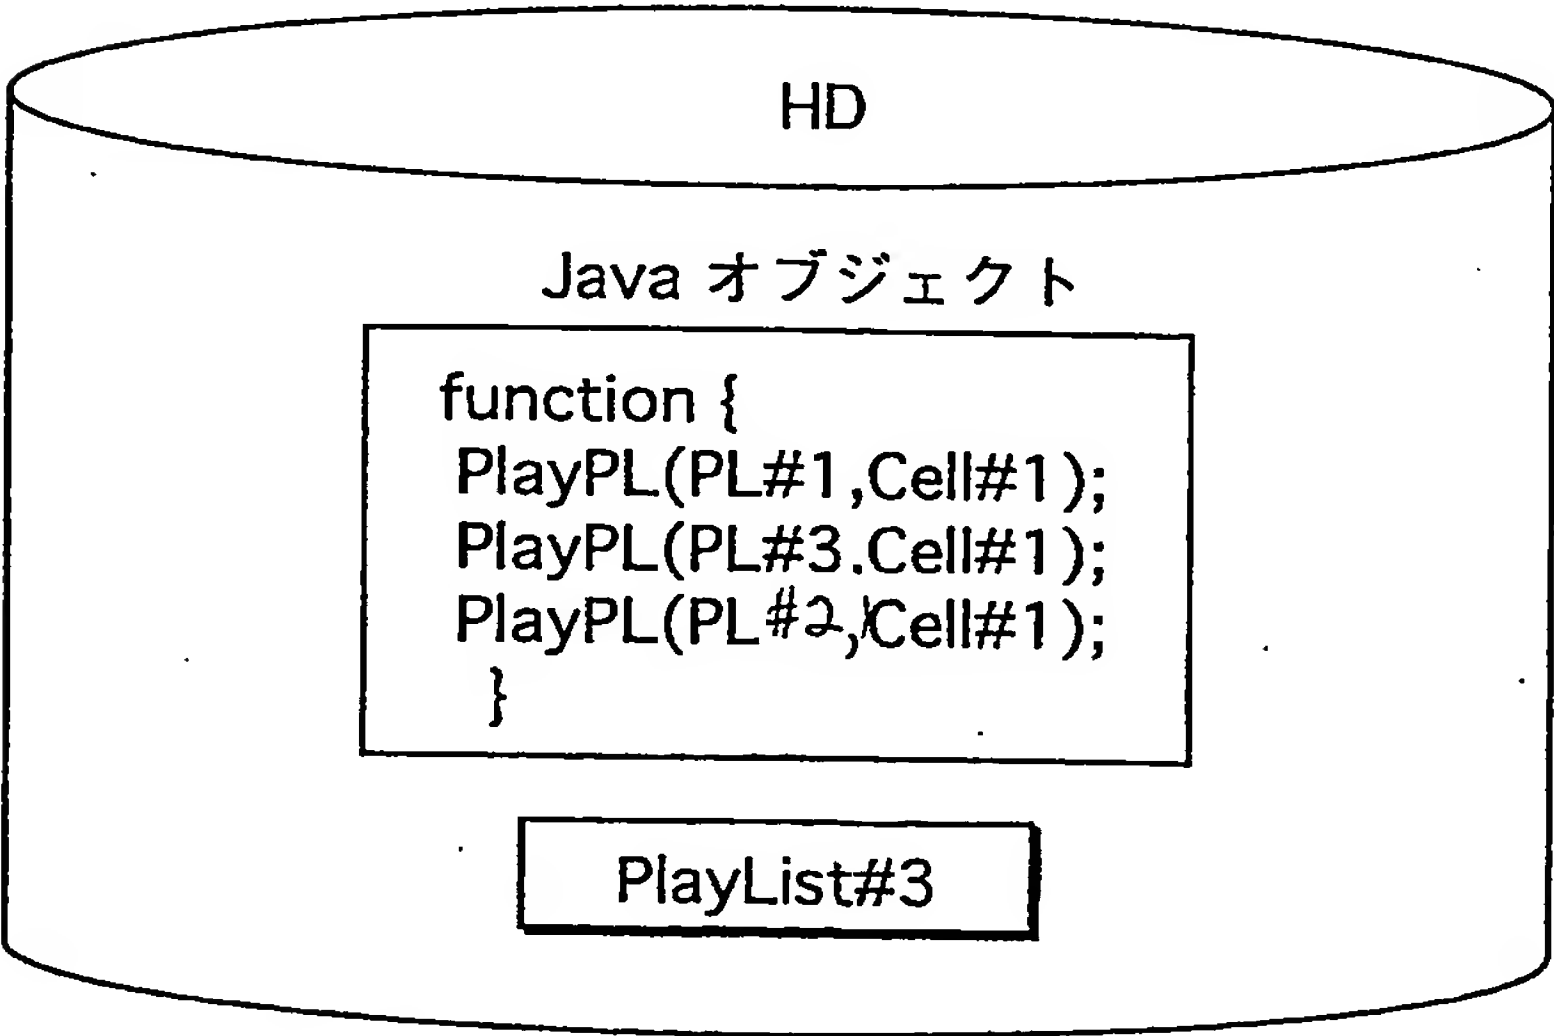 HD
Java オブジェクト
function {
PlayPL(PL#1,Cell#1);
PlayPL(PL#3.Cell#1);
PlayPL(PL#2,Cell#1);
}
PlayList#3